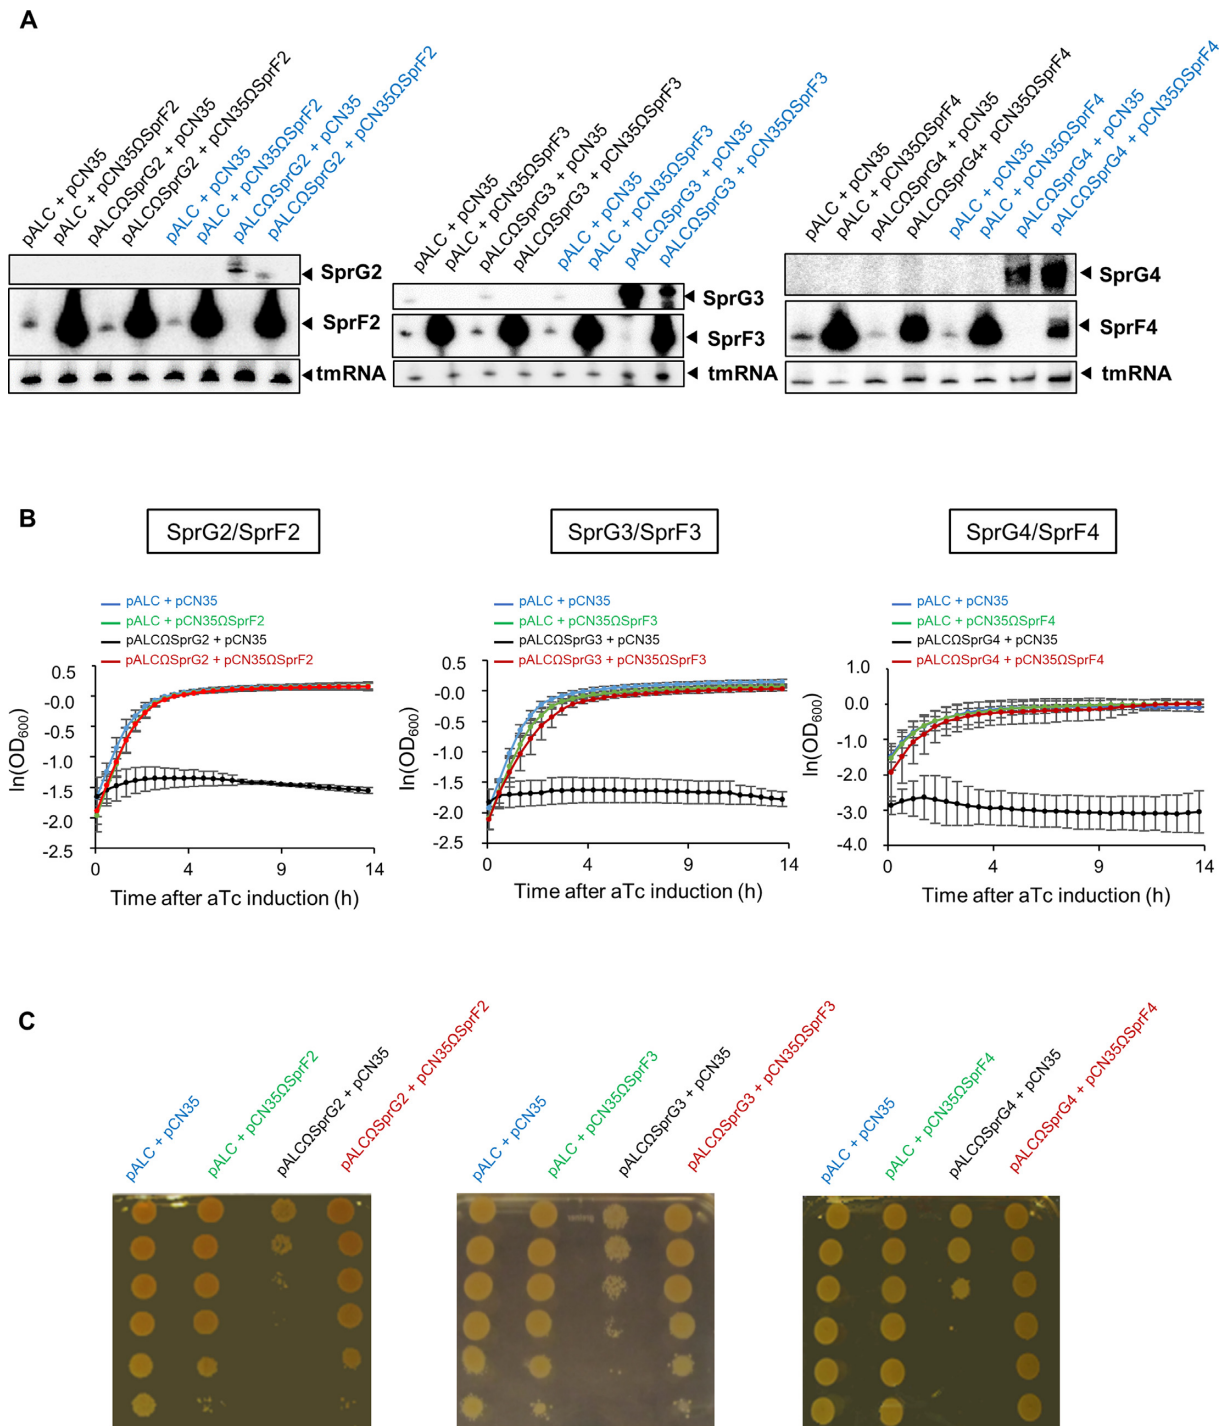 A
pALC + pCN35
pALC + pCN35ΩSprF2
pALCΩSprG2 + pCN35
pALCΩSprG2 + pCN35ΩSprF2
pALC + pCN35
pALC + pCN35ΩSprF2
pALCΩSprG2 + pCN35
pALCΩSprG2 + pCN35ΩSprF2
SprG2
SprF2
tmRNA
pALC + pCN35
pALC + pCN35ΩSprF3
pALCΩSprG3 + pCN35
pALCΩSprG3 + pCN35ΩSprF3
pALC + pCN35
pALC + pCN35ΩSprF3
pALCΩSprG3 + pCN35
pALCΩSprG3 + pCN35ΩSprF3
SprG3
SprF3
tmRNA
pALC + pCN35
pALC + pCN35ΩSprF4
pALCΩSprG4 + pCN35
pALCΩSprG4+ pCN35ΩSprF4
pALC + pCN35
pALC + pCN35ΩSprF4
pALCΩSprG4 + pCN35
pALCΩSprG4 + pCN35ΩSprF4
SprG4
SprF4
tmRNA
B
SprG2/SprF2
pALC + pCN35
pALC + pCN35ΩSprF2
pALCΩSprG2 + pCN35
pALCΩSprG2 + pCN35ΩSprF2
ln(OD600)
0.5
-0.0
-0.5
-1.0
-1.5
-2.0
-2.5
0 4 9 14
Time after aTc induction (h)
SprG3/SprF3
pALC + pCN35
pALC + pCN35ΩSprF3
pALCΩSprG3 + pCN35
pALCΩSprG3 + pCN35ΩSprF3
ln(OD600)
0.5
-0.0
-0.5
-1.0
-1.5
-2.0
-2.5
0 4 9 14
Time after aTc induction (h)
SprG4/SprF4
pALC + pCN35
pALC + pCN35ΩSprF4
pALCΩSprG4 + pCN35
pALCΩSprG4 + pCN35ΩSprF4
ln(OD600)
1.0
0.0
-1.0
-2.0
-3.0
-4.0
0 4 9 14
Time after aTc induction (h)
C
pALC + pCN35
pALC + pCN35ΩSprF2
pALCΩSprG2 + pCN35
pALCΩSprG2 + pCN35ΩSprF2
pALC + pCN35
pALC + pCN35ΩSprF3
pALCΩSprG3 + pCN35
pALCΩSprG3 + pCN35ΩSprF3
pALC + pCN35
pALC + pCN35ΩSprF4
pALCΩSprG4 + pCN35
pALCΩSprG4 + pCN35ΩSprF4